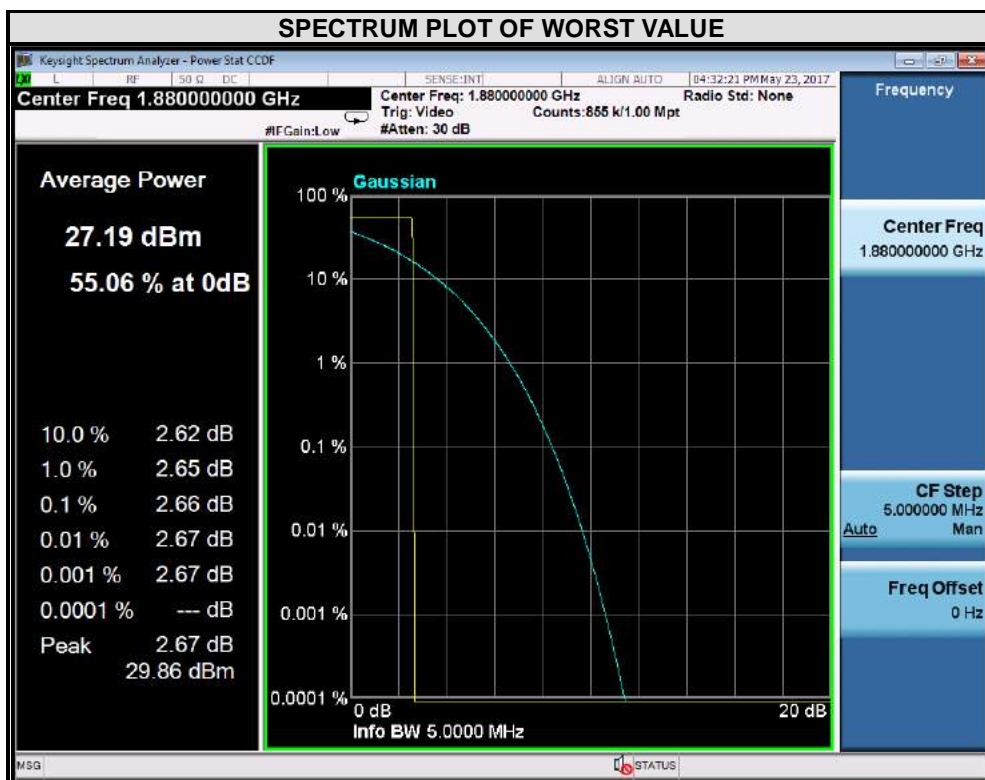 SPECTRUM PLOT OF WORST VALUE
Keysight Spectrum Analyzer - Power Stat CCDF
L RF 50 Ω DC SENSE:INT ALIGN AUTO 04:32:21 PM May 23, 2017
Center Freq 1.880000000 GHz
Center Freq: 1.880000000 GHz Radio Std: None
Trig: Video Counts:855 k/1.00 Mpt
#IFGain:Low #Atten: 30 dB
Frequency
Average Power
27.19 dBm
55.06 % at 0dB
10.0 % 2.62 dB
1.0 % 2.65 dB
0.1 % 2.66 dB
0.01 % 2.67 dB
0.001 % 2.67 dB
0.0001 % --- dB
Peak 2.67 dB
29.86 dBm
Gaussian
100 %
10 %
1 %
0.1 %
0.01 %
0.001 %
0.0001 %
0 dB 20 dB
Info BW 5.0000 MHz
Center Freq
1.880000000 GHz
CF Step
5.000000 MHz
Auto Man
Freq Offset
0 Hz
MSG STATUS